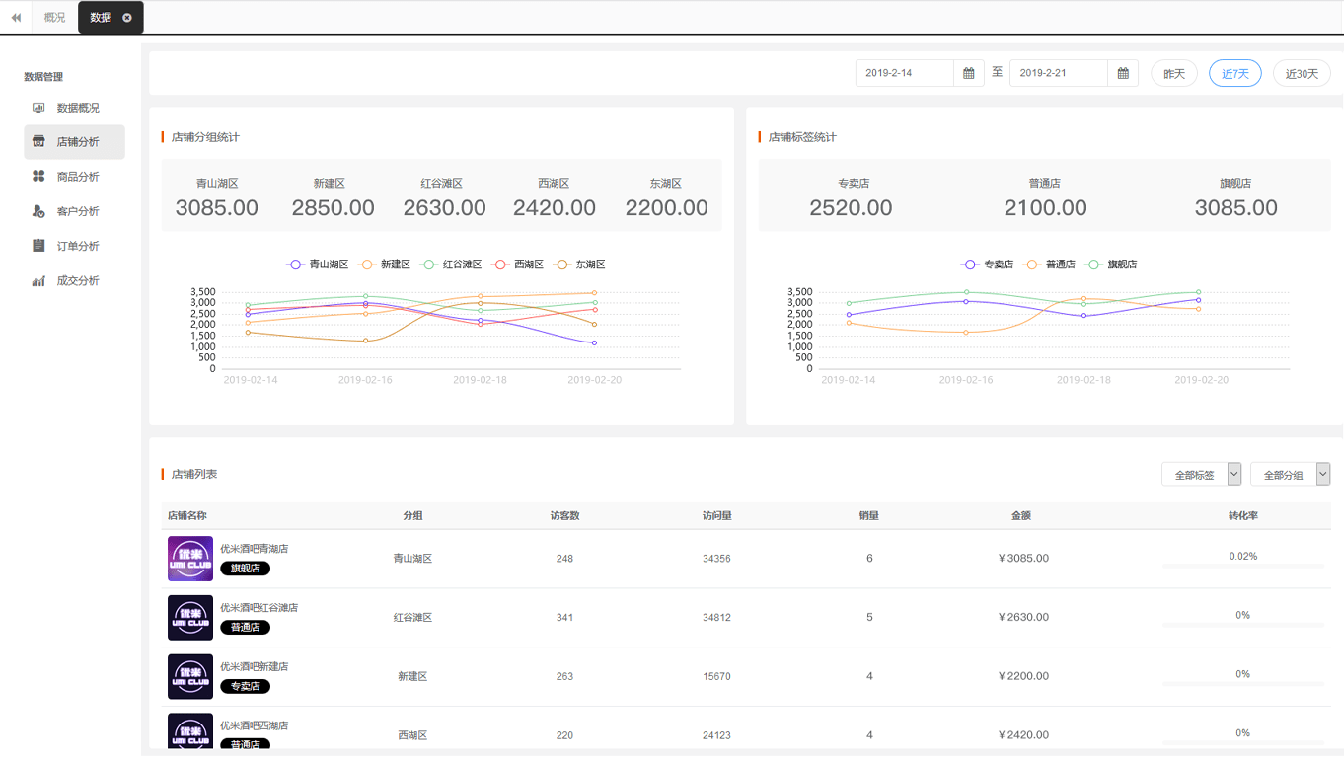 概况 数据
数据管理
数据概况
店铺分析
商品分析
客户分析
订单分析
成交分析
2019-2-14 至 2019-2-21 昨天 近7天 近30天
店铺分组统计
青山湖区 新建区 红谷滩区 西湖区 东湖区
3085.00 2850.00 2630.00 2420.00 2200.00
青山湖区 新建区 红谷滩区 西湖区 东湖区
3,500
3,000
2,500
2,000
1,500
1,000
500
0
2019-02-14 2019-02-16 2019-02-18 2019-02-20
店铺标签统计
专卖店 普通店 旗舰店
2520.00 2100.00 3085.00
专卖店 普通店 旗舰店
3,500
3,000
2,500
2,000
1,500
1,000
500
0
2019-02-14 2019-02-16 2019-02-18 2019-02-20
店铺列表 全部标签 全部分组
店铺名称 分组 访客数 访问量 销量 金额 转化率
优米
UMI CLUB
优米酒吧青湖店
旗舰店
青山湖区 248 34356 6 ¥3085.00 0.02%
优米
UMI CLUB
优米酒吧红谷滩店
普通店
红谷滩区 341 34812 5 ¥2630.00 0%
优米
UMI CLUB
优米酒吧新建店
专卖店
新建区 263 15670 4 ¥2200.00 0%
优米
UMI CLUB
优米酒吧西湖店
普通店
西湖区 220 24123 4 ¥2420.00 0%